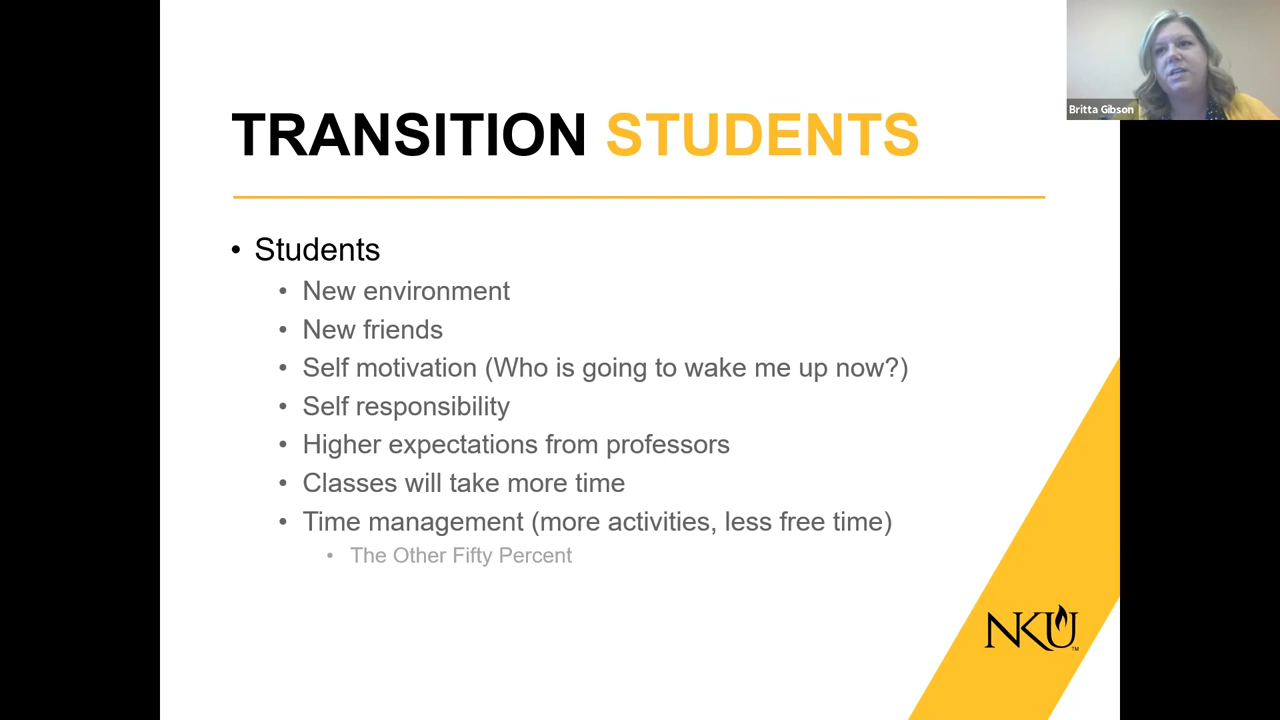 Britta Gibson
TRANSITION STUDENTS
• Students
• New environment
• New friends
• Self motivation (Who is going to wake me up now?)
• Self responsibility
• Higher expectations from professors
• Classes will take more time
• Time management (more activities, less free time)
• The Other Fifty Percent
NKU™